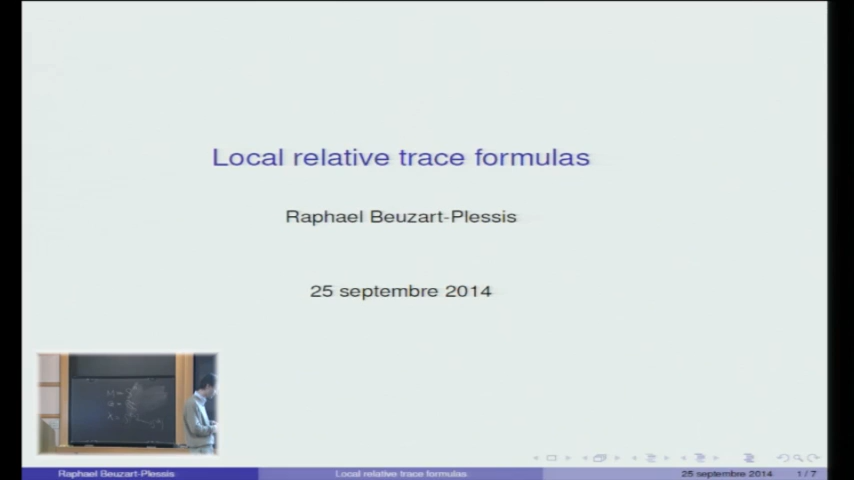 Local relative trace formulas
Raphael Beuzart-Plessis
25 septembre 2014
Raphael Beuzart-Plessis
Local relative trace formulas
25 septembre 2014
1 / 7